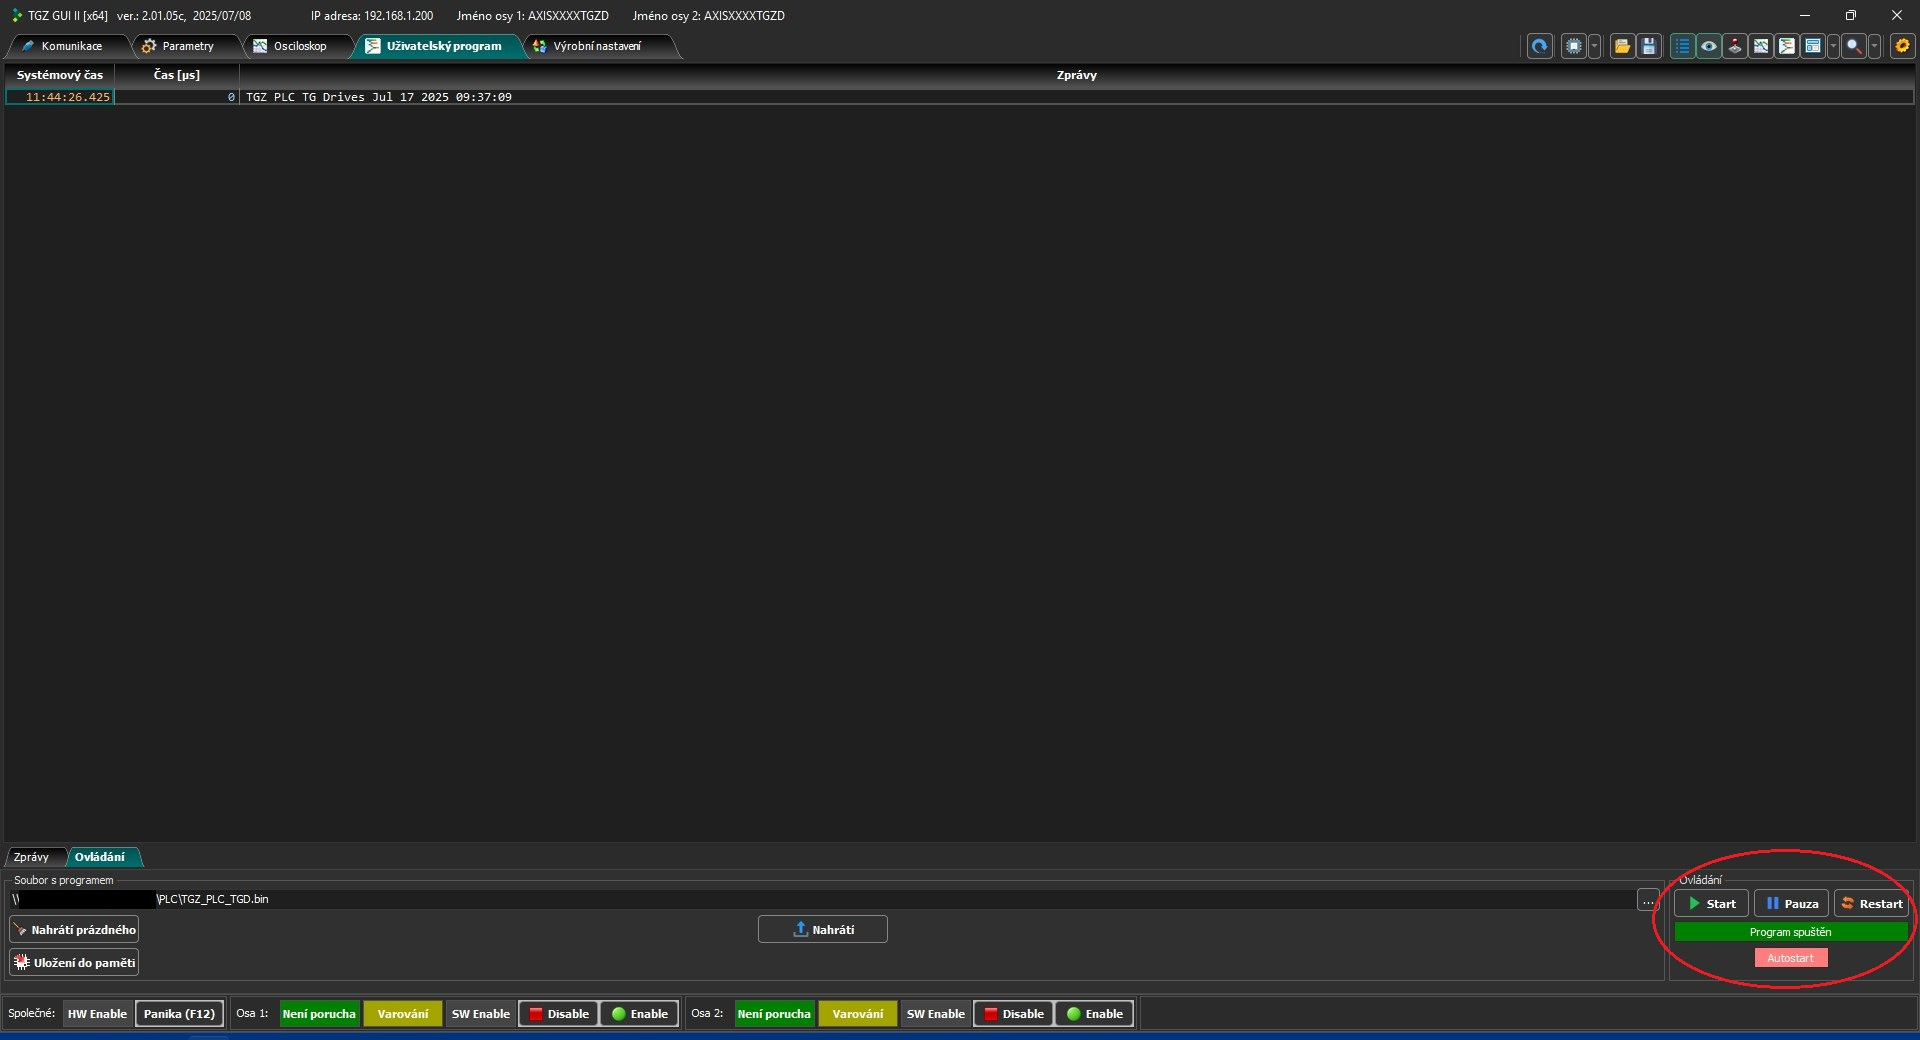 TGZ GUI II [x64] ver.: 2.01.05c, 2025/07/08 IP adresa: 192.168.1.200 Jméno osy 1: AXISXXXXTGZD Jméno osy 2: AXISXXXXTGZD
Komunikace Parametry Osciloskop Uživatelský program Výrobní nastavení
Systémový čas Čas [µs] Zprávy
11:44:26.425 0 TGZ PLC TG Drives Jul 17 2025 09:37:09
Zprávy Ovládání
Soubor s programem Ovládání
\\ \PLC\TGZ_PLC_TGD.bin ... Start Pauza Restart
Nahrátí prázdného Nahrátí Program spuštěn
Uložení do paměti Autostart
Společné: HW Enable Panika (F12) Osa 1: Není porucha Varování SW Enable Disable Enable Osa 2: Není porucha Varování SW Enable Disable Enable